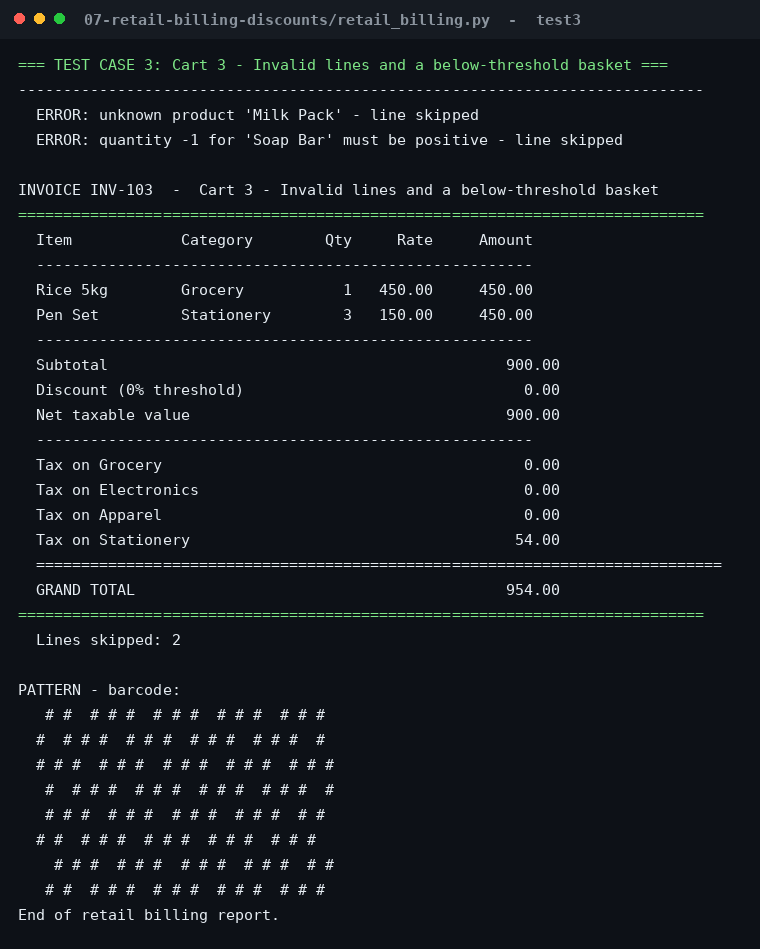 07-retail-billing-discounts/retail_billing.py  -  test3
=== TEST CASE 3: Cart 3 - Invalid lines and a below-threshold basket ===
----------------------------------------------------------------------------
  ERROR: unknown product 'Milk Pack' - line skipped
  ERROR: quantity -1 for 'Soap Bar' must be positive - line skipped

INVOICE INV-103  -  Cart 3 - Invalid lines and a below-threshold basket
============================================================================
  Item            Category        Qty     Rate     Amount
  -------------------------------------------------------
  Rice 5kg        Grocery           1   450.00     450.00
  Pen Set         Stationery        3   150.00     450.00
  -------------------------------------------------------
  Subtotal                                            900.00
  Discount (0% threshold)                               0.00
  Net taxable value                                   900.00
  -------------------------------------------------------
  Tax on Grocery                                        0.00
  Tax on Electronics                                    0.00
  Tax on Apparel                                        0.00
  Tax on Stationery                                    54.00
  ============================================================================
  GRAND TOTAL                                         954.00
============================================================================
  Lines skipped: 2

PATTERN - barcode:
   # #  # # #  # # #  # # #  # # #
  #  # # #  # # #  # # #  # # #  #
  # # #  # # #  # # #  # # #  # # #
   #  # # #  # # #  # # #  # # #  #
   # # #  # # #  # # #  # # #  # #
  # #  # # #  # # #  # # #  # # #
    # # #  # # #  # # #  # # #  # #
   # #  # # #  # # #  # # #  # # #
End of retail billing report.